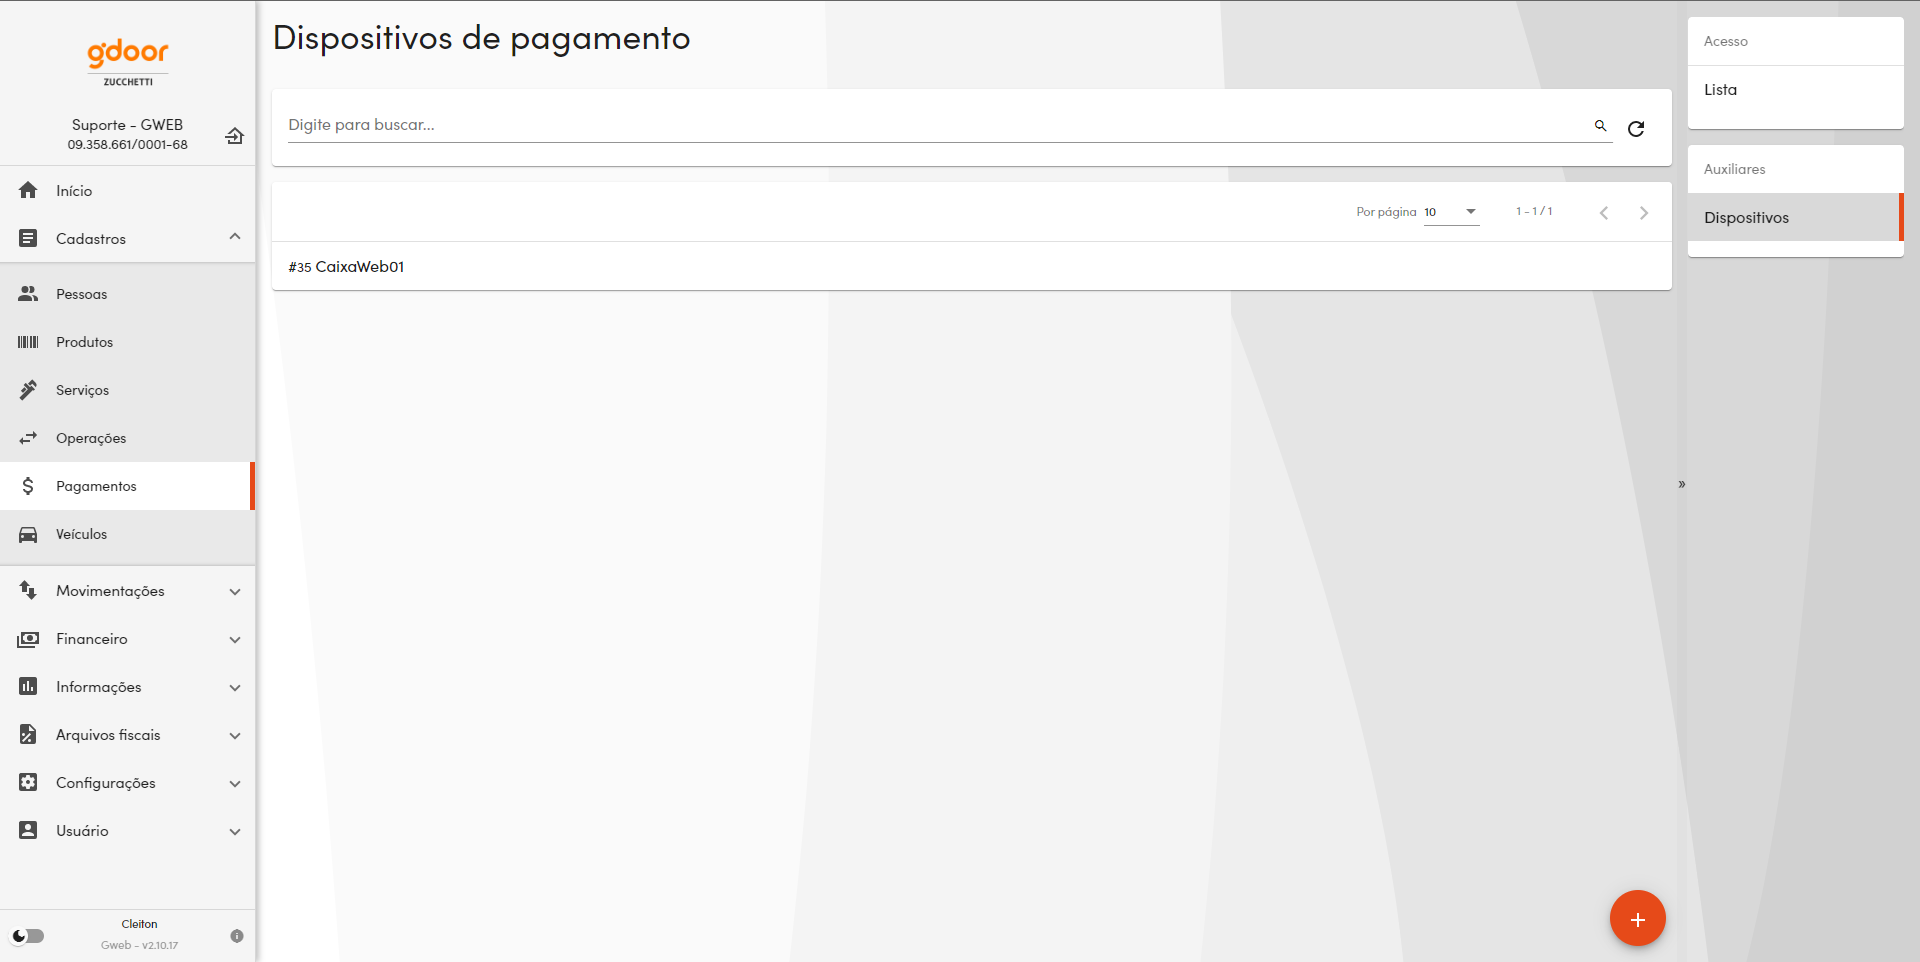 gdoor
ZUCCHETTI
Suporte - GWEB
09.358.661/0001-68
Início
Cadastros
Pessoas
Produtos
Serviços
Operações
Pagamentos
Veículos
Movimentações
Financeiro
Informações
Arquivos fiscais
Configurações
Usuário
Cleiton
Gweb - v2.10.17
Dispositivos de pagamento
Digite para buscar...
Por página 10
1 - 1 / 1
#35 CaixaWeb01
»
Acesso
Lista
Auxiliares
Dispositivos